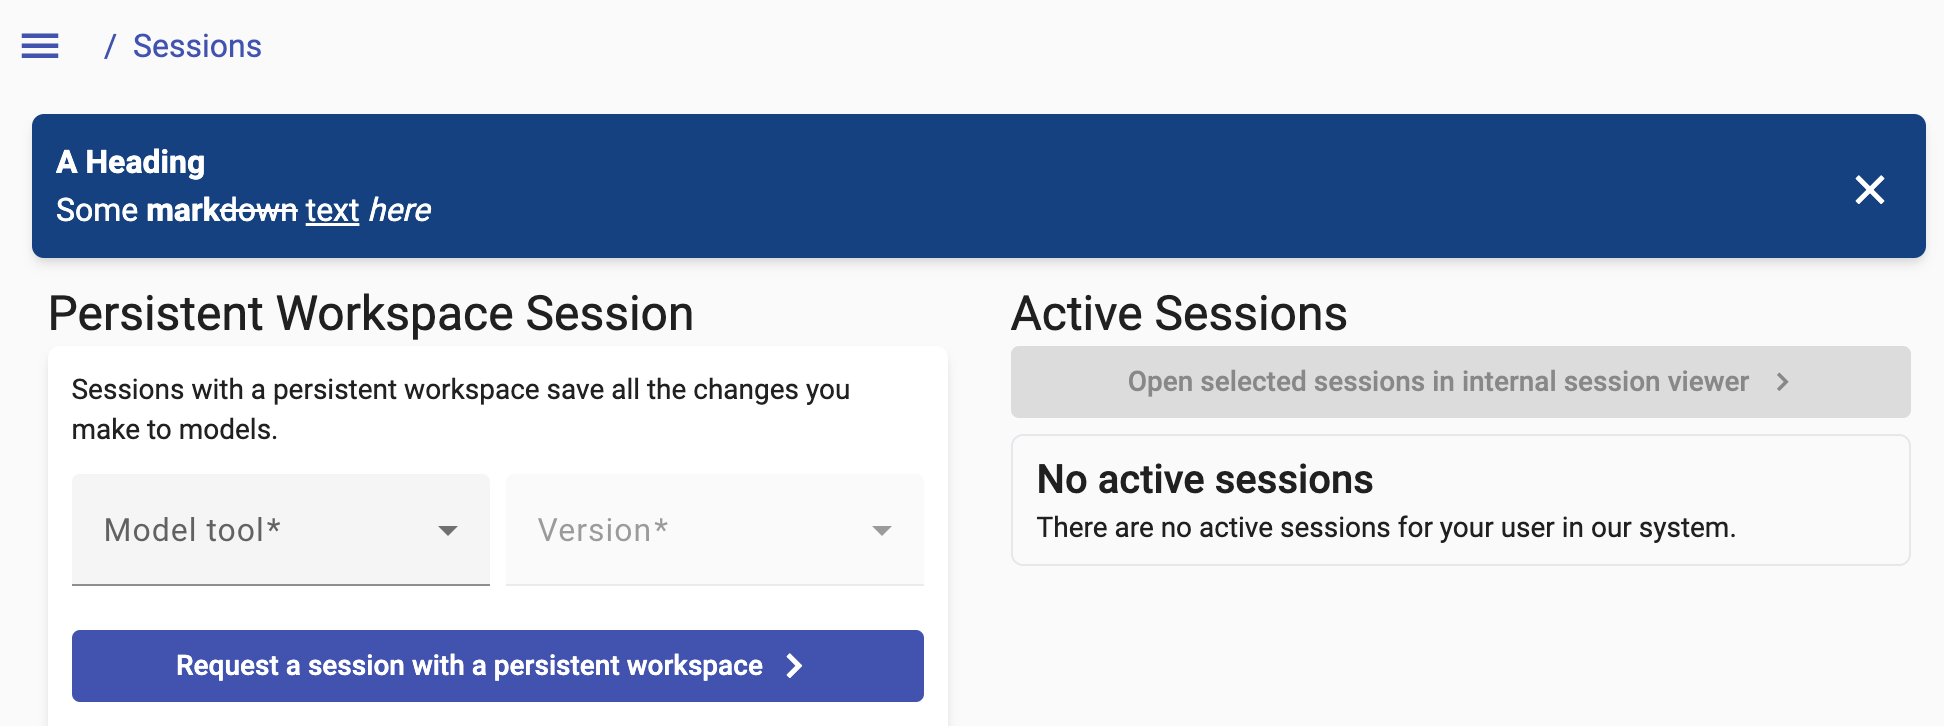 / Sessions
A Heading
Some markdown text here
Persistent Workspace Session
Sessions with a persistent workspace save all the changes you
make to models.
Model tool*
Version*
Request a session with a persistent workspace
Active Sessions
Open selected sessions in internal session viewer
No active sessions
There are no active sessions for your user in our system.